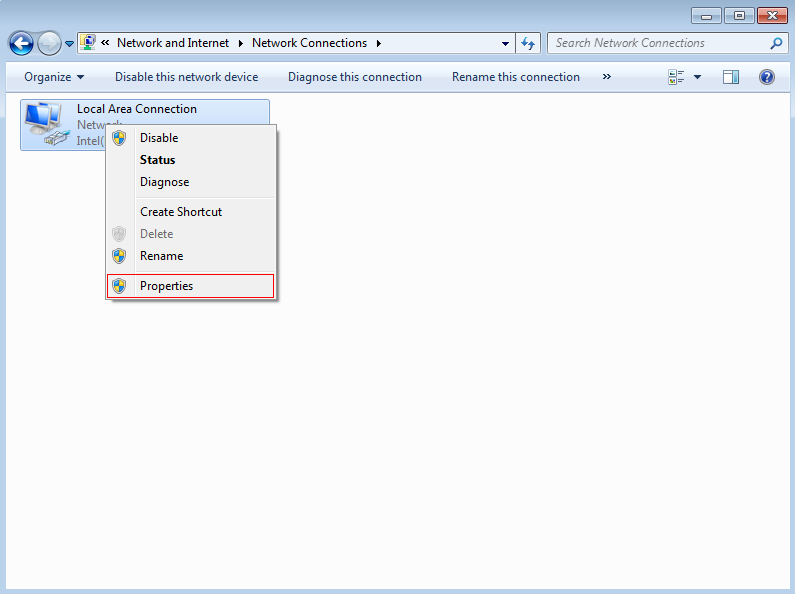 « Network and Internet Network Connections
Search Network Connections
Organize Disable this network device Diagnose this connection Rename this connection »
Local Area Connection
Intel(
Disable
Status
Diagnose
Create Shortcut
Delete
Rename
Properties